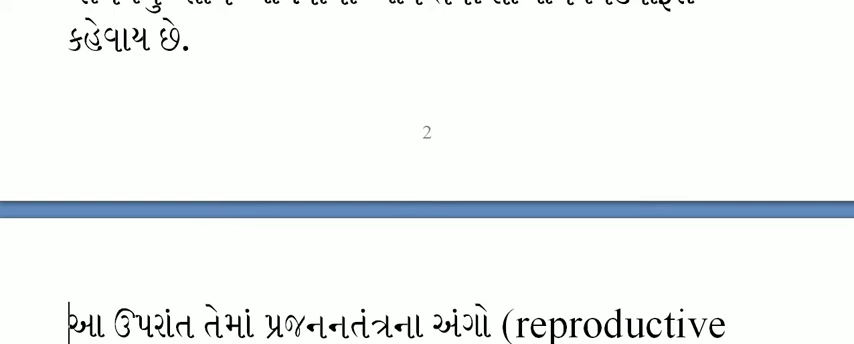 કહેવાય છે.
2
આ ઉપરાંત તેમાં પ્રજનનતંત્રના અંગો (reproductive